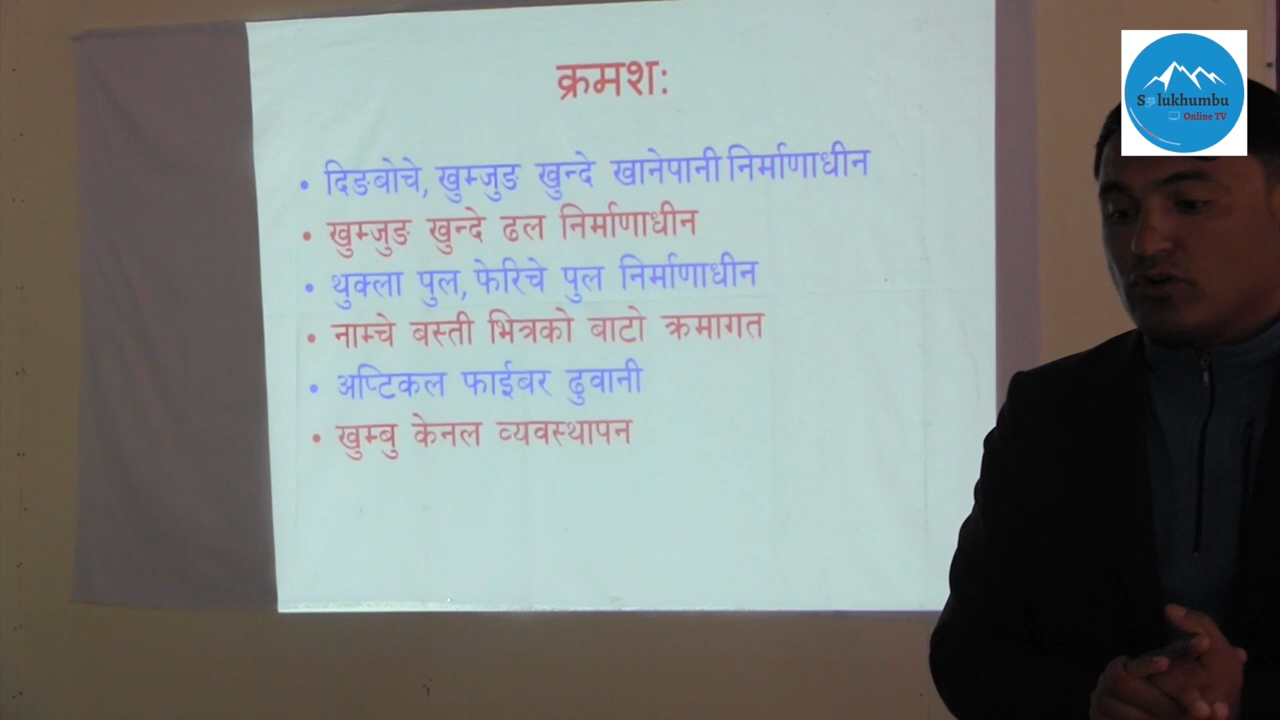 क्रमशः
• दिङबोचे, खुम्जुङ खुन्दे खानेपानी निर्माणाधीन
• खुम्जुङ खुन्दे ढल निर्माणाधीन
• थुक्ला पुल, फेरिचे पुल निर्माणाधीन
• नाम्चे बस्ती भित्रको बाटो क्रमागत
• अप्टिकल फाईबर ढुवानी
• खुम्बु केनल व्यवस्थापन
Solukhumbu
Online TV